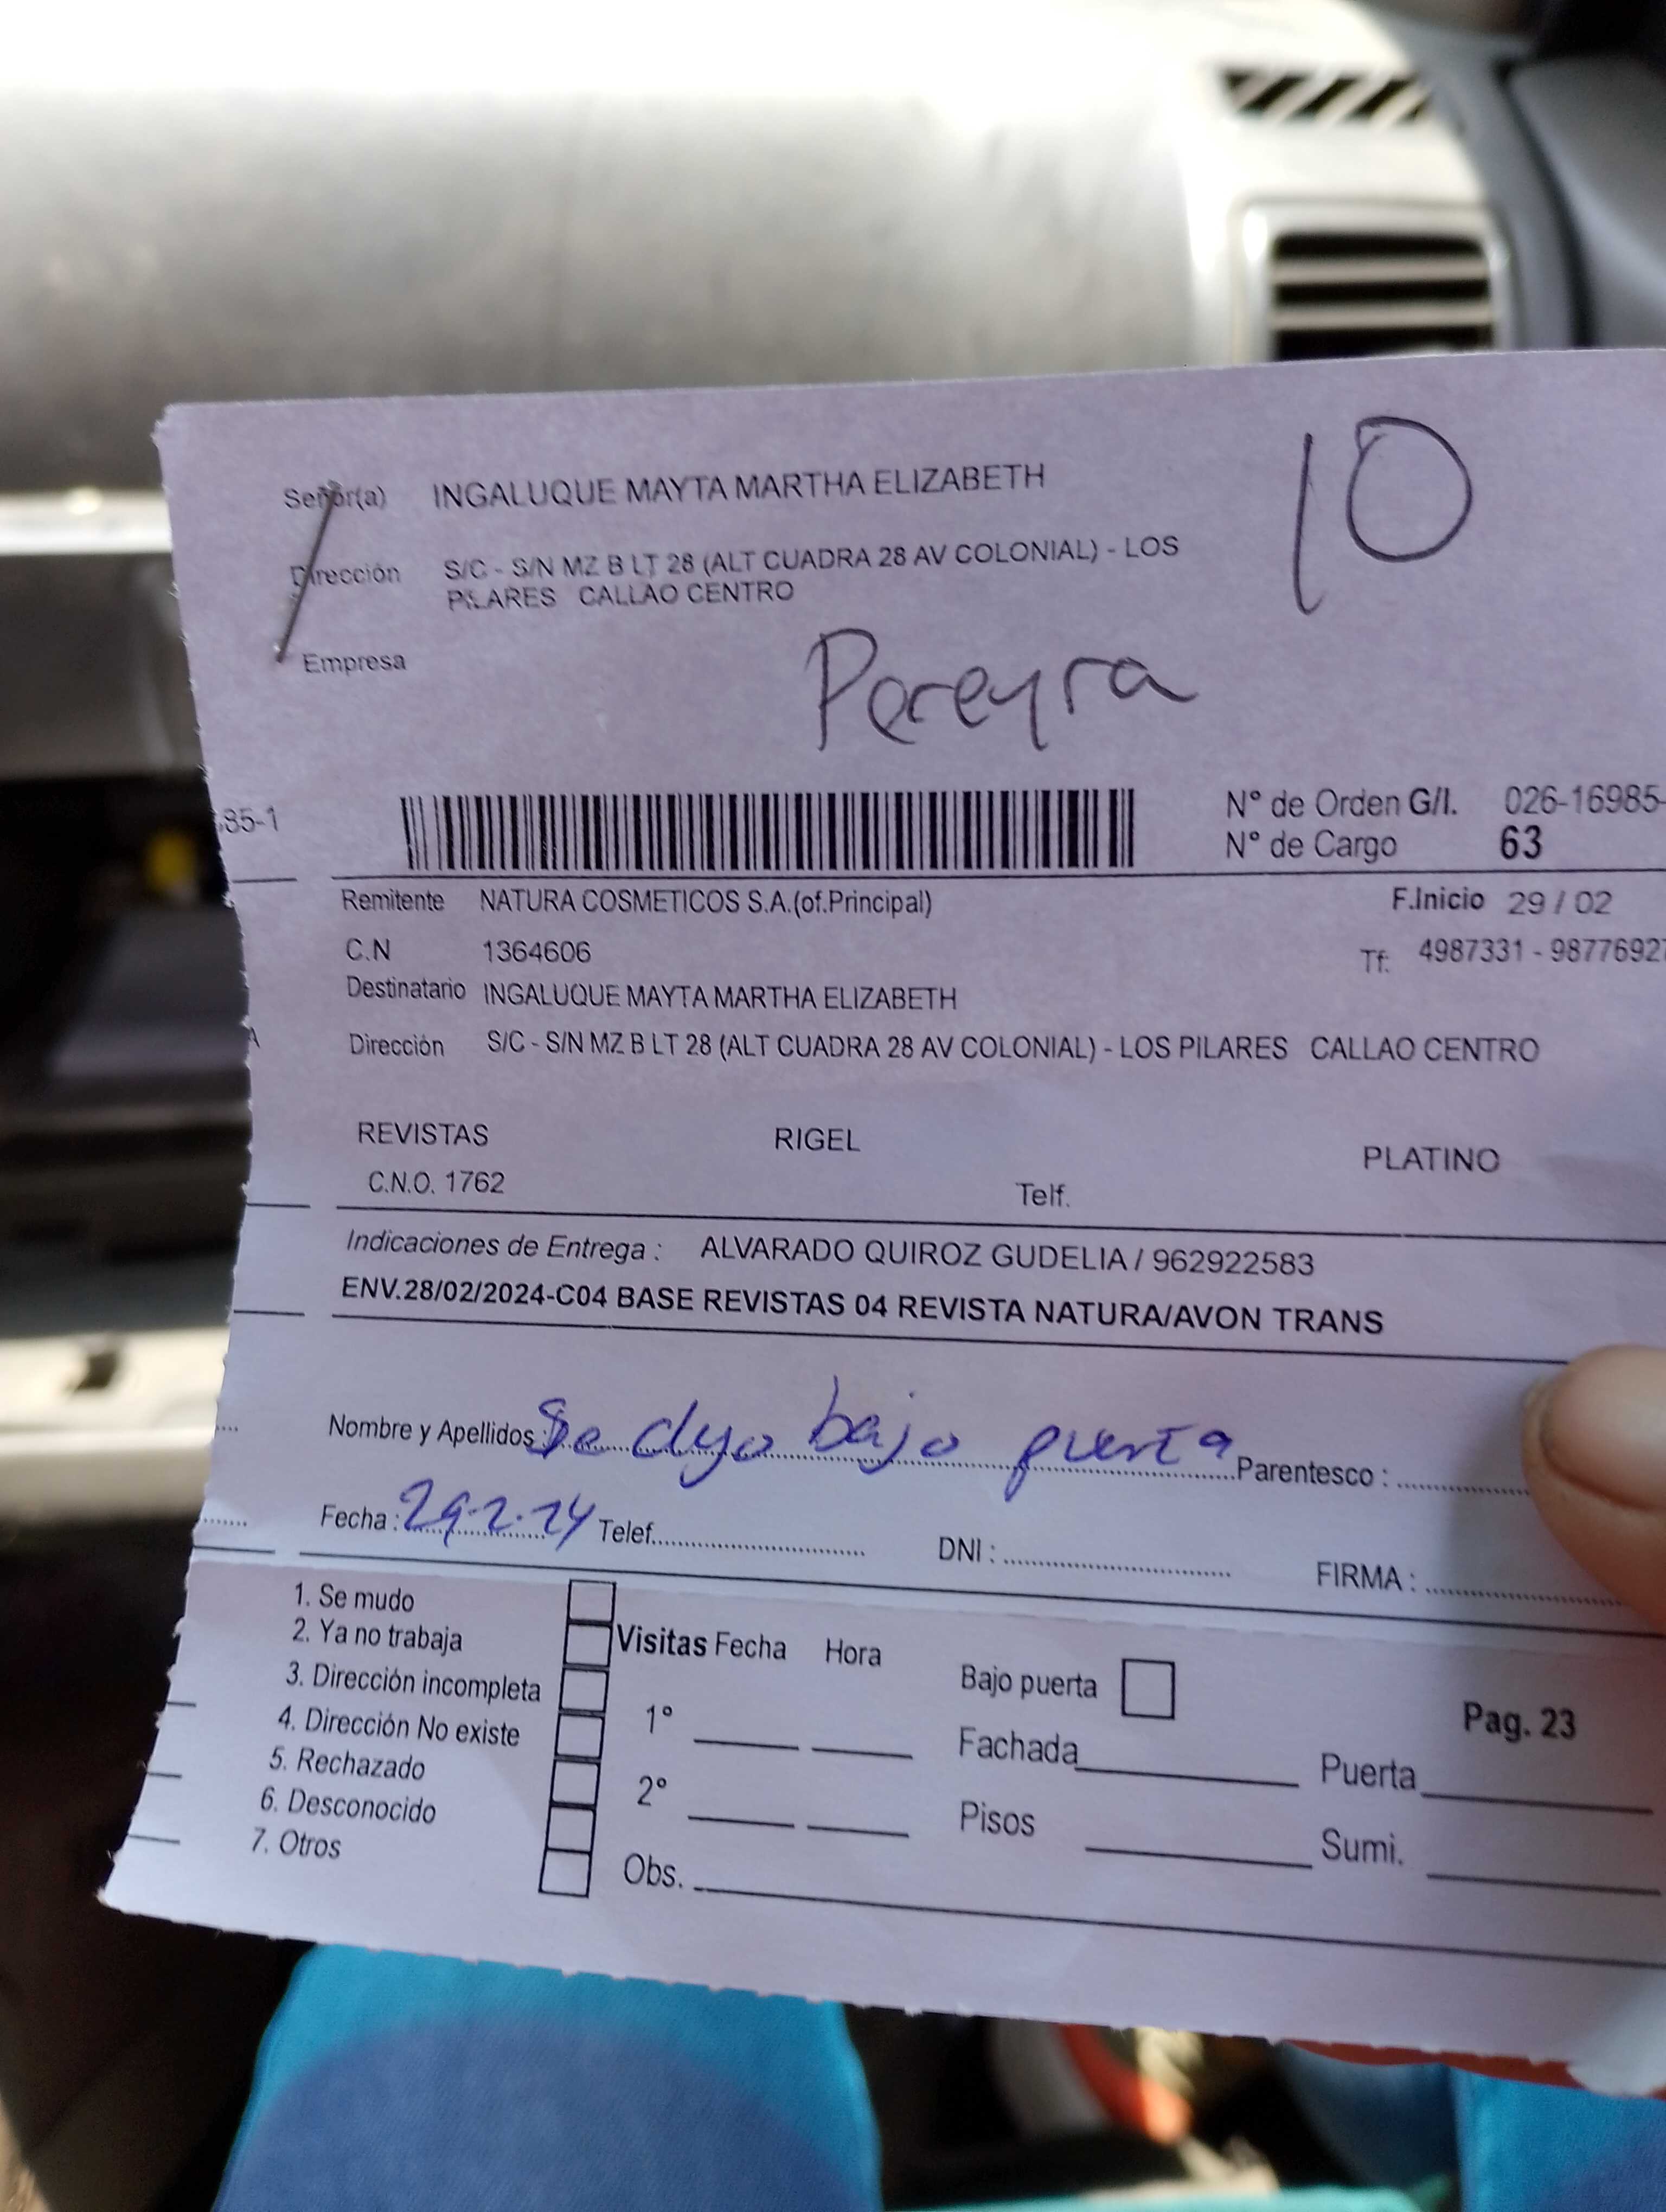 10
Señor(a) INGALUQUE MAYTA MARTHA ELIZABETH
Dirección S/C - S/N MZ B LT 28 (ALT CUADRA 28 AV COLONIAL) - LOS
PILARES CALLAO CENTRO
Empresa
Pereyra
85-1
N° de Orden G/I. 026-16985-
N° de Cargo 63
Remitente NATURA COSMETICOS S.A.(of.Principal) F.Inicio 29 / 02
C.N 1364606 Tf: 4987331 - 98776927
Destinatario INGALUQUE MAYTA MARTHA ELIZABETH
Dirección S/C - S/N MZ B LT 28 (ALT CUADRA 28 AV COLONIAL) - LOS PILARES CALLAO CENTRO
REVISTAS RIGEL PLATINO
C.N.O. 1762 Telf.
Indicaciones de Entrega : ALVARADO QUIROZ GUDELIA / 962922583
ENV.28/02/2024-C04 BASE REVISTAS 04 REVISTA NATURA/AVON TRANS
Nombre y Apellidos : Se dejo bajo puerta Parentesco :
Fecha : 29-2-24 Telef. DNI : FIRMA :
1. Se mudo
2. Ya no trabaja Visitas Fecha Hora
3. Dirección incompleta Bajo puerta
4. Dirección No existe 1° Fachada Pag. 23
5. Rechazado 2° Puerta
6. Desconocido Pisos
7. Otros Obs. Sumi.